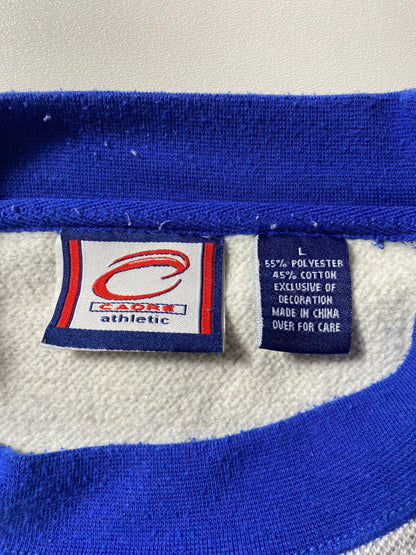 CADRE
athletic
L
55% POLYESTER
45% COTTON
EXCLUSIVE OF
DECORATION
MADE IN CHINA
OVER FOR CARE